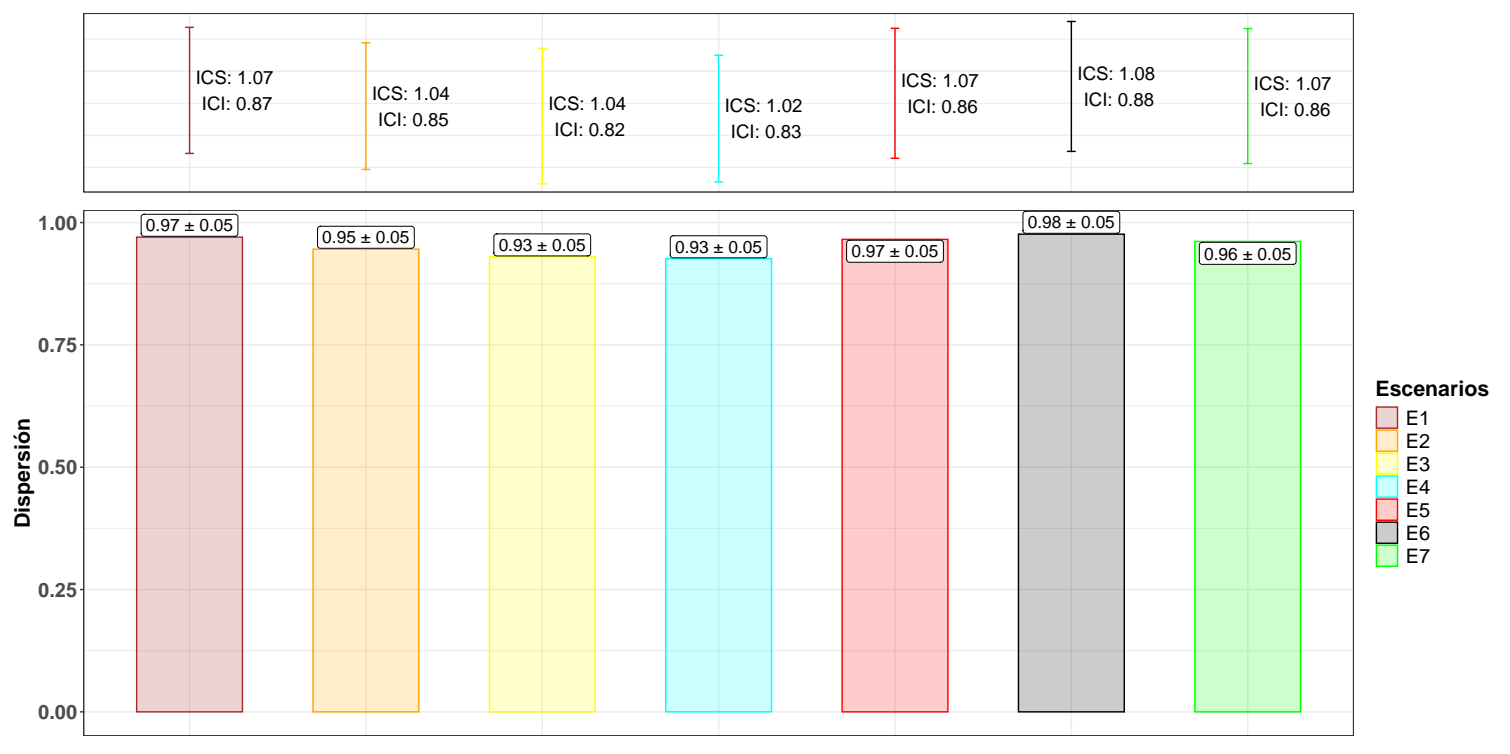 ICS: 1.07
ICI: 0.87
ICS: 1.04
ICI: 0.85
ICS: 1.04
ICI: 0.82
ICS: 1.02
ICI: 0.83
ICS: 1.07
ICI: 0.86
ICS: 1.08
ICI: 0.88
ICS: 1.07
ICI: 0.86
Dispersión
1.00
0.75
0.50
0.25
0.00
0.97 ± 0.05
0.95 ± 0.05
0.93 ± 0.05
0.93 ± 0.05
0.97 ± 0.05
0.98 ± 0.05
0.96 ± 0.05
Escenarios
E1
E2
E3
E4
E5
E6
E7